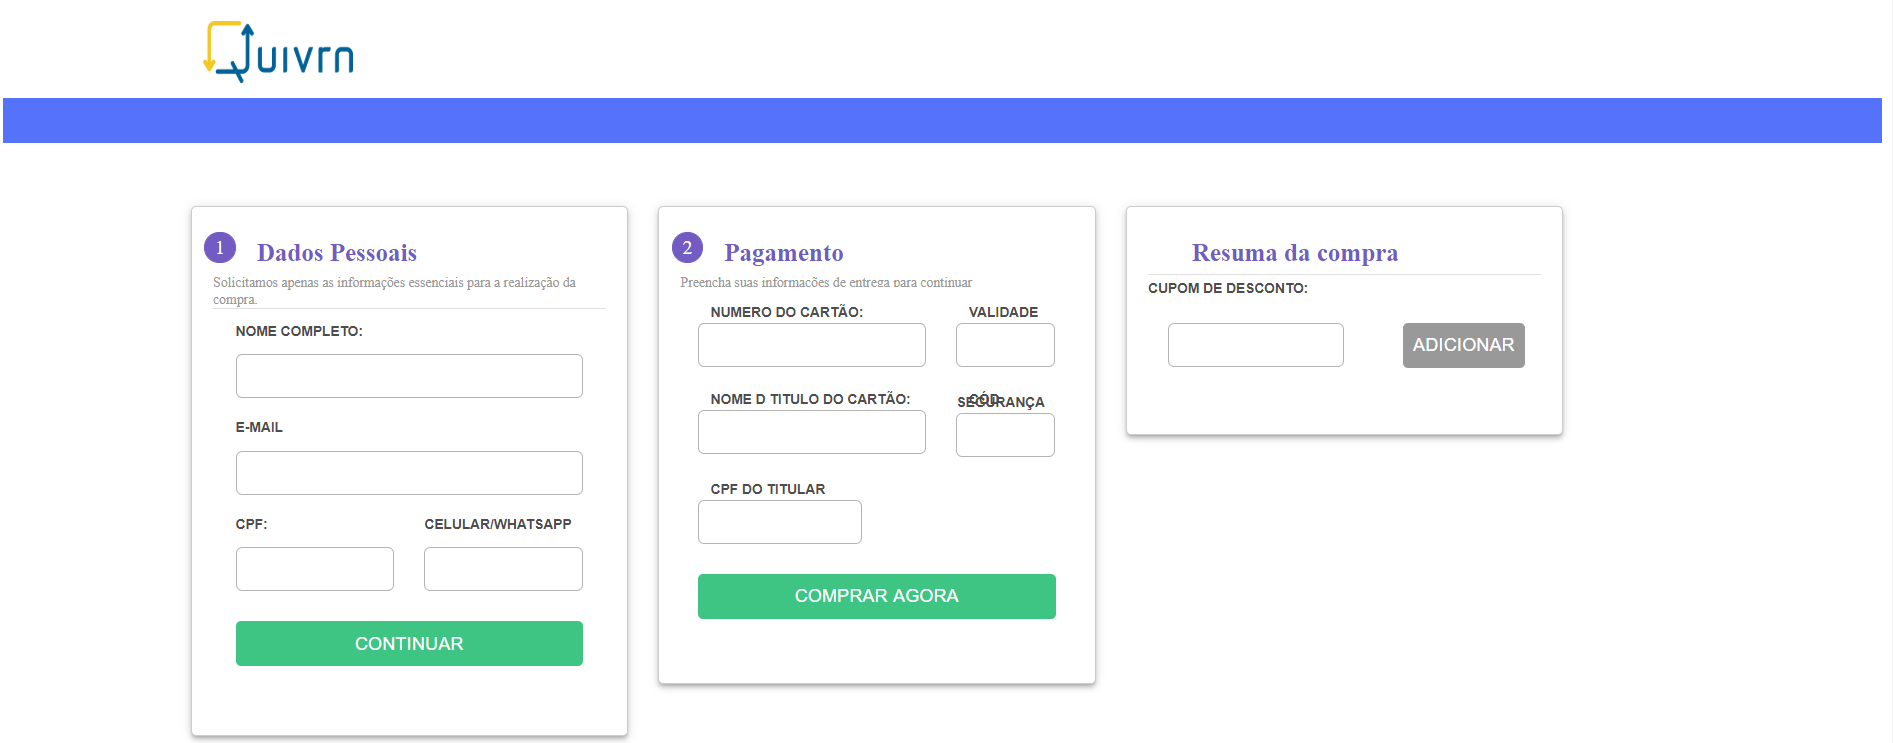 Quivrn
1 Dados Pessoais
Solicitamos apenas as informações essenciais para a realização da
compra.
NOME COMPLETO:
E-MAIL
CPF:
CELULAR/WHATSAPP
CONTINUAR
2 Pagamento
Preencha suas informações de entrega para continuar
NUMERO DO CARTÃO:
VALIDADE
NOME D TITULO DO CARTÃO:
CÓD
SEGURANÇA
CPF DO TITULAR
COMPRAR AGORA
Resuma da compra
CUPOM DE DESCONTO:
ADICIONAR